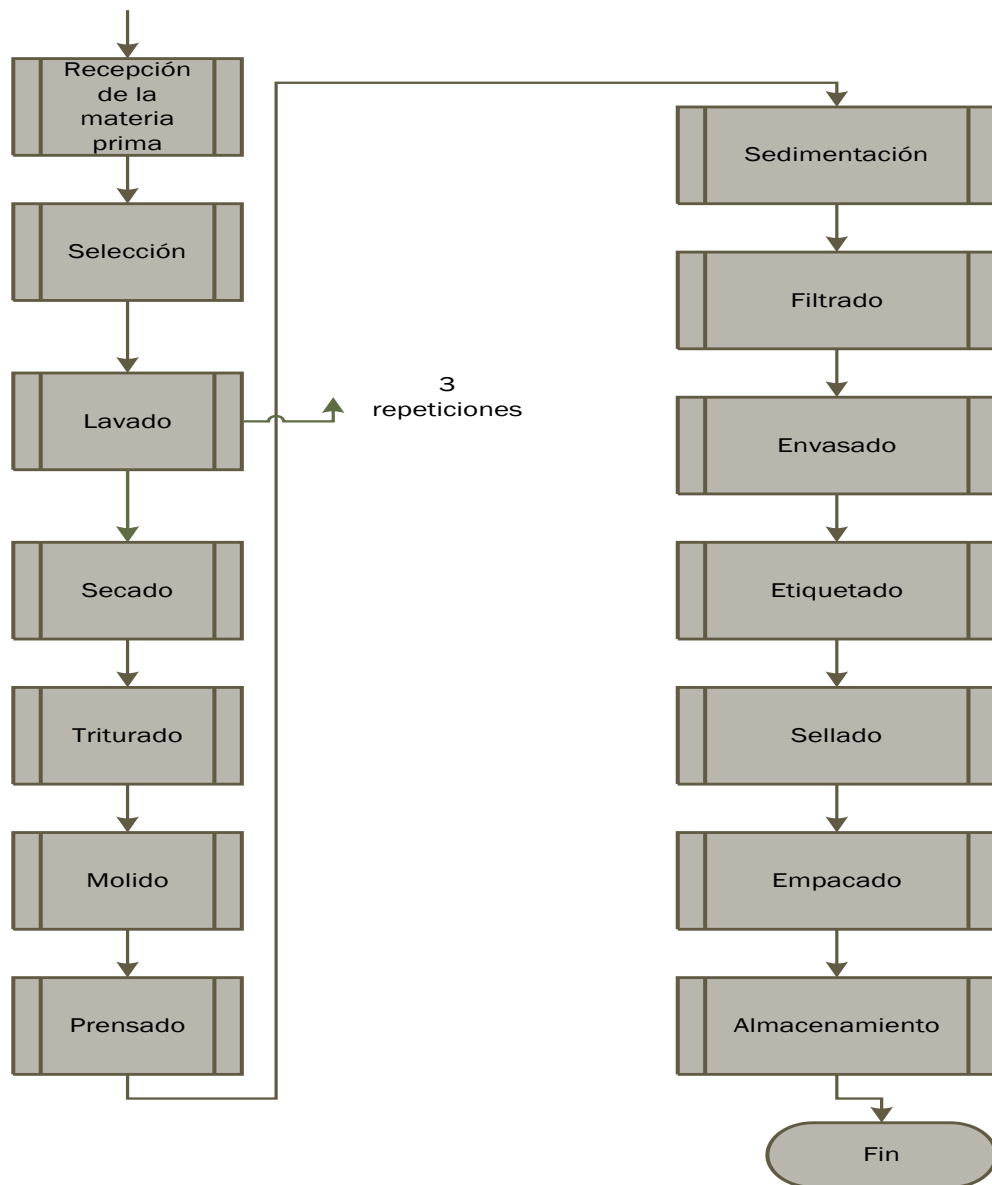 Recepción
de la
materia
prima
Selección
Lavado
3
repeticiones
Secado
Triturado
Molido
Prensado
Sedimentación
Filtrado
Envasado
Etiquetado
Sellado
Empacado
Almacenamiento
Fin